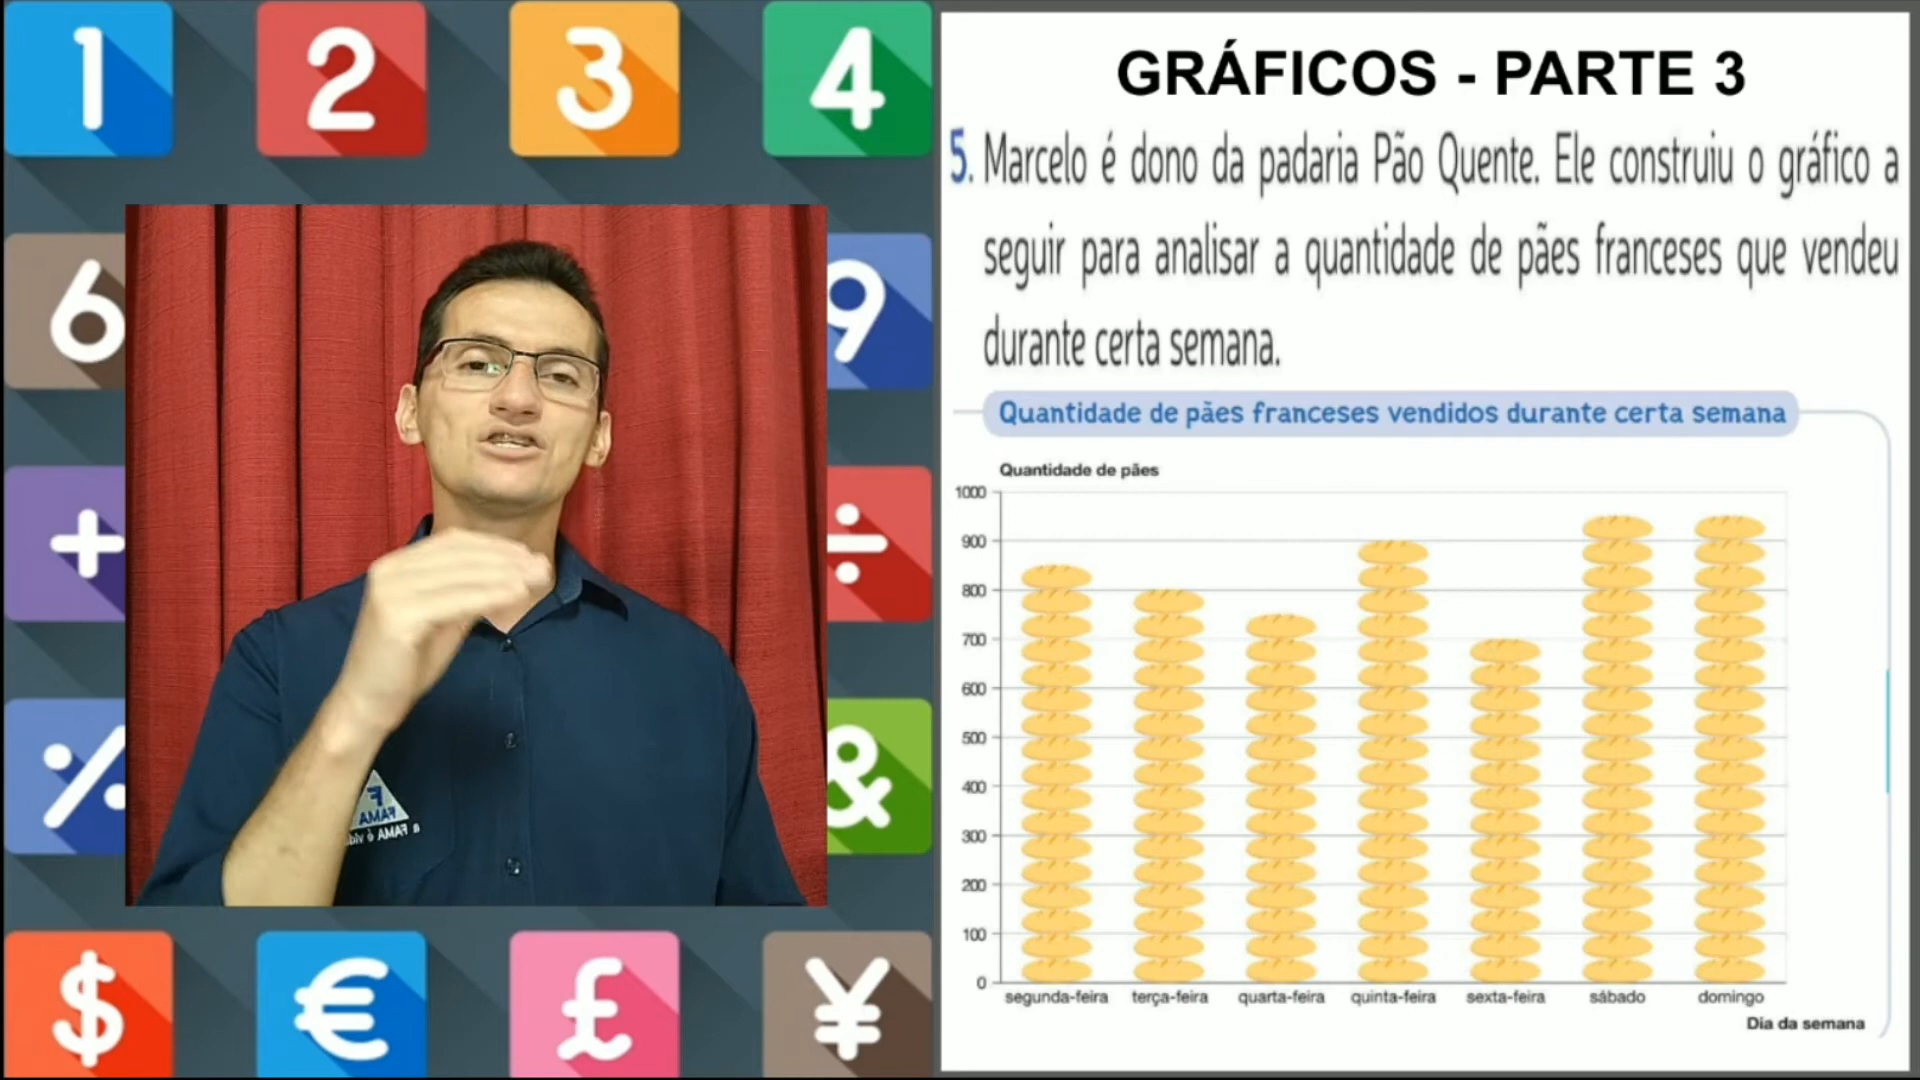 1
2
3
4
6
9
+
÷
%
&
$
€
£
¥
F
FAMA
a FAMA é
GRÁFICOS - PARTE 3
5. Marcelo é dono da padaria Pão Quente. Ele construiu o gráfico a
seguir para analisar a quantidade de pães franceses que vendeu
durante certa semana.
Quantidade de pães franceses vendidos durante certa semana
Quantidade de pães
1000
900
800
700
600
500
400
300
200
100
0
segunda-feira terça-feira quarta-feira quinta-feira sexta-feira sábado domingo
Dia da semana